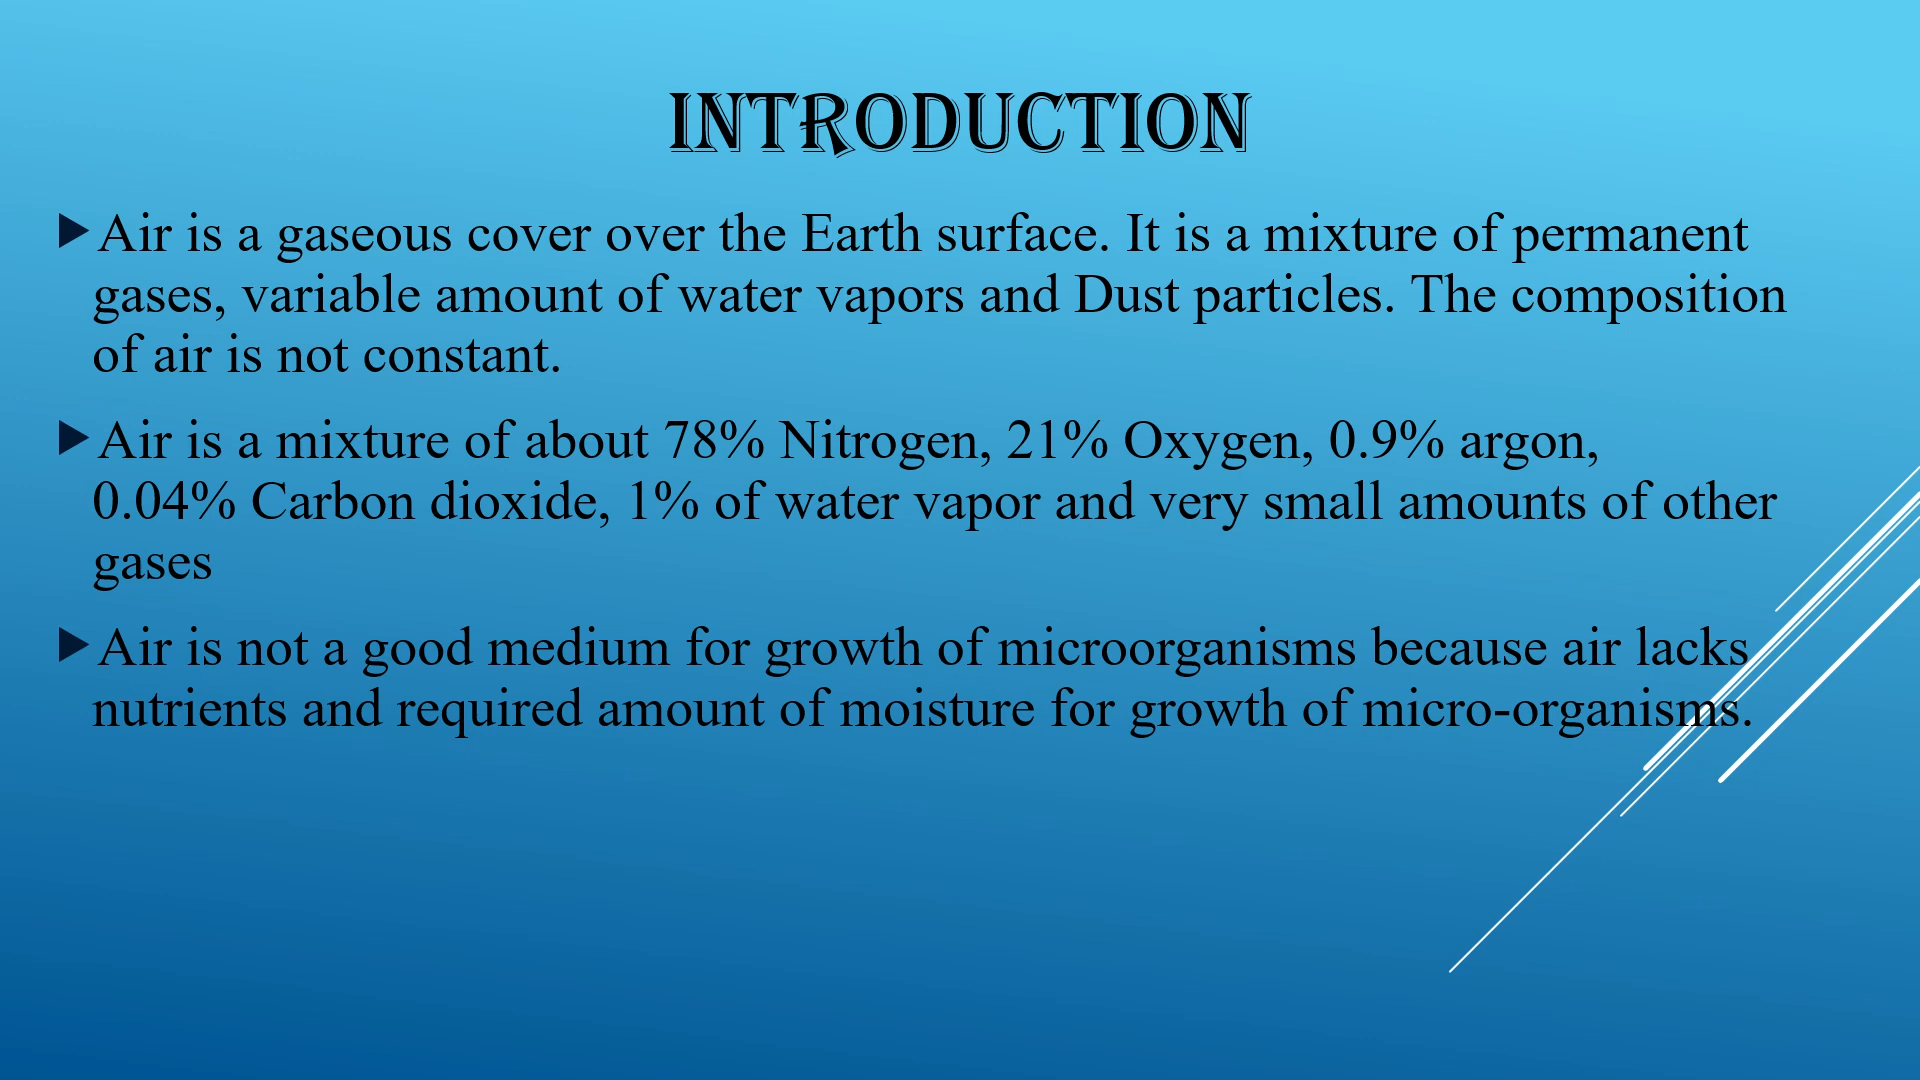 INTRODUCTION
Air is a gaseous cover over the Earth surface. It is a mixture of permanent
gases, variable amount of water vapors and Dust particles. The composition
of air is not constant.
Air is a mixture of about 78% Nitrogen, 21% Oxygen, 0.9% argon,
0.04% Carbon dioxide, 1% of water vapor and very small amounts of other
gases
Air is not a good medium for growth of microorganisms because air lacks
nutrients and required amount of moisture for growth of micro-organisms.